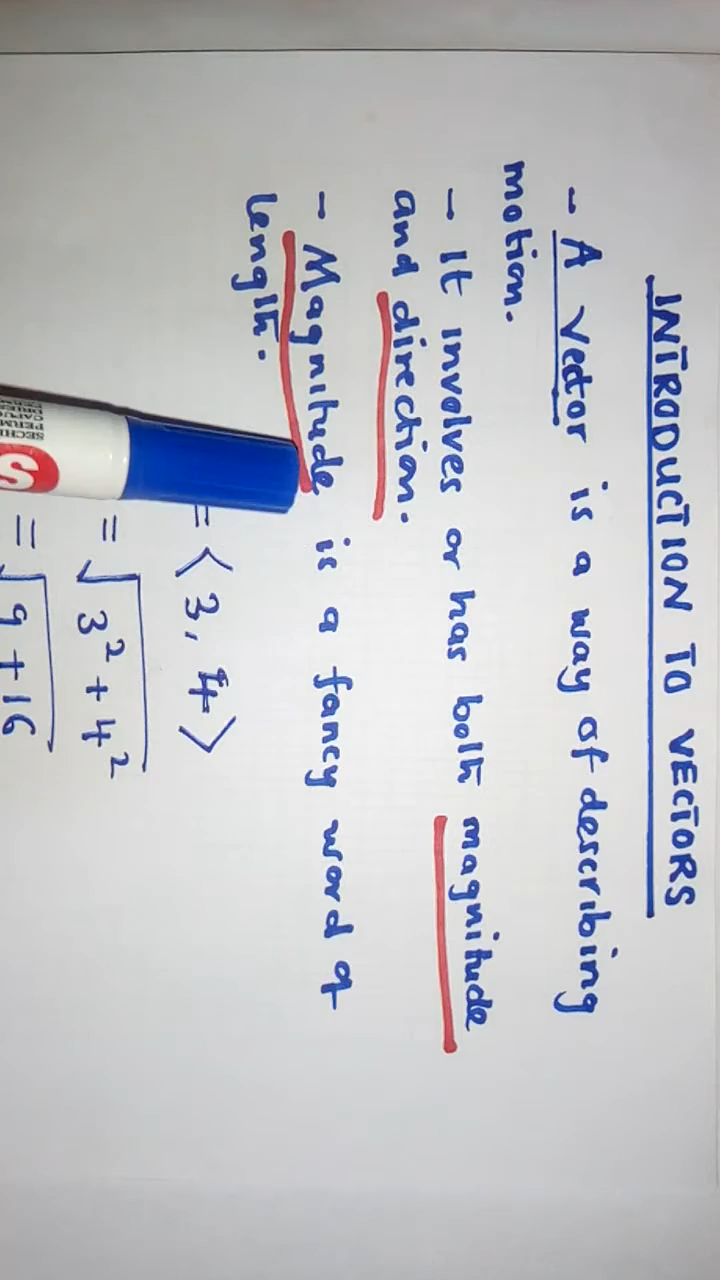 INTRODUCTION TO VECTORS
- A vector is a way of describing
motion.
- It involves or has both magnitude
and direction.
- Magnitude is a fancy word of
length.
= ⟨3, 4⟩
= √3² + 4²
= √9 + 16
S